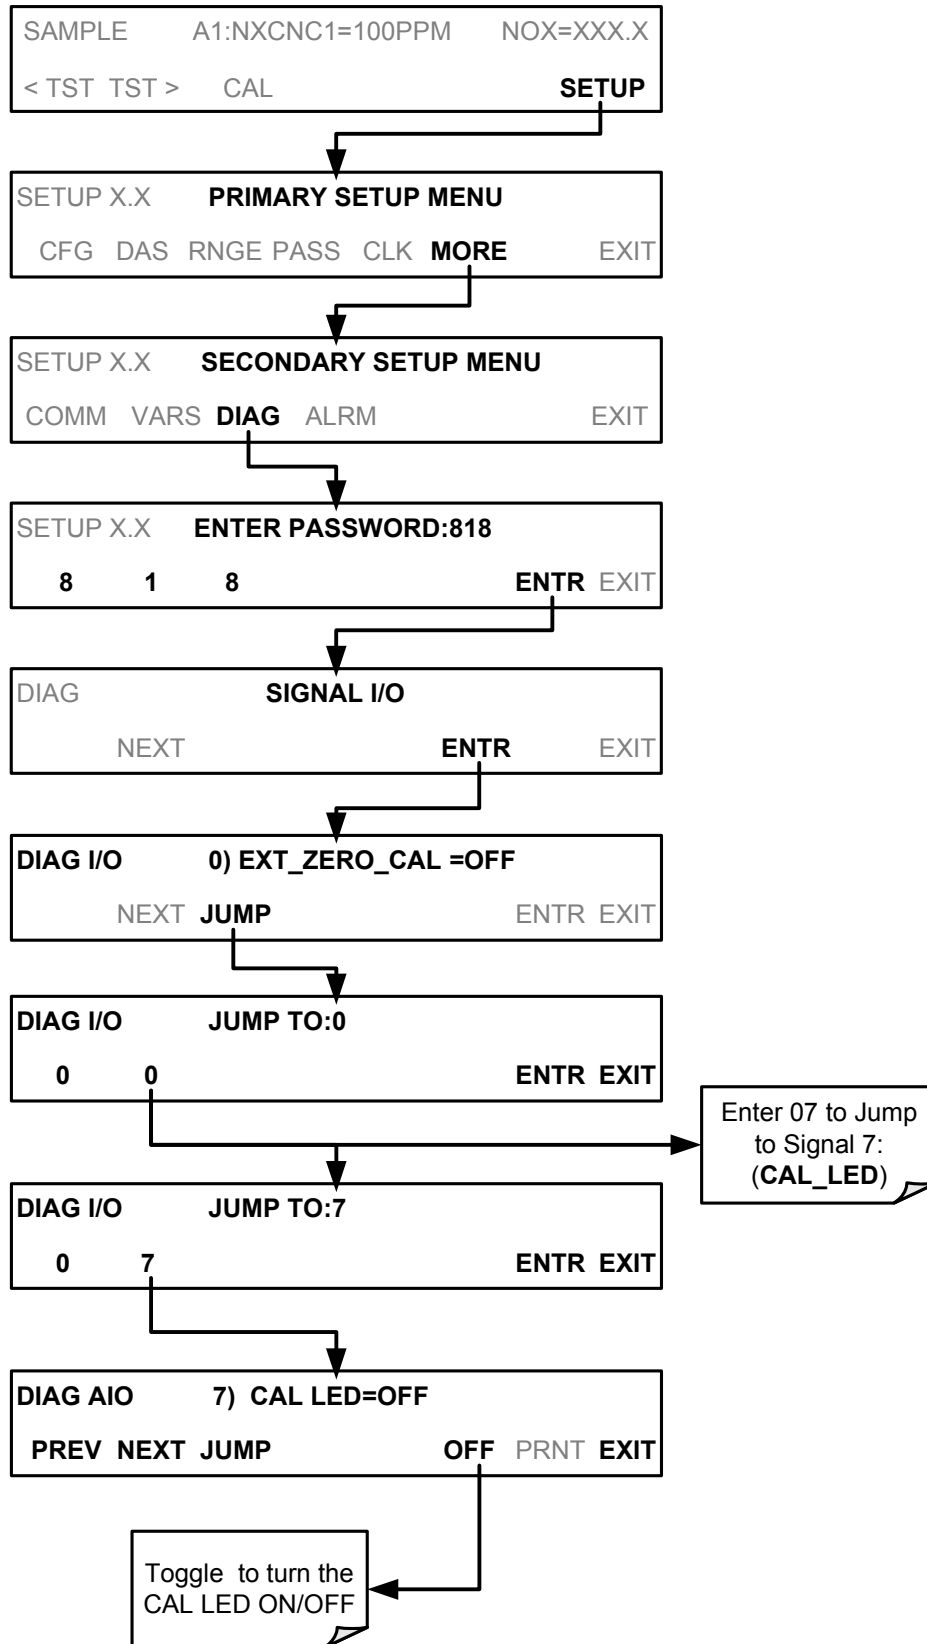 SAMPLE A1:NXCNC1=100PPM NOX=XXX.X
< TST TST > CAL SETUP
SETUP X.X PRIMARY SETUP MENU
CFG DAS RNGE PASS CLK MORE EXIT
SETUP X.X SECONDARY SETUP MENU
COMM VARS DIAG ALRM EXIT
SETUP X.X ENTER PASSWORD:818
8 1 8 ENTR EXIT
DIAG SIGNAL I/O
NEXT ENTR EXIT
DIAG I/O 0) EXT_ZERO_CAL =OFF
NEXT JUMP ENTR EXIT
DIAG I/O JUMP TO:0
0 0 ENTR EXIT
Enter 07 to Jump
to Signal 7:
(CAL_LED)
DIAG I/O JUMP TO:7
0 7 ENTR EXIT
DIAG AIO 7) CAL LED=OFF
PREV NEXT JUMP OFF PRNT EXIT
Toggle to turn the
CAL LED ON/OFF